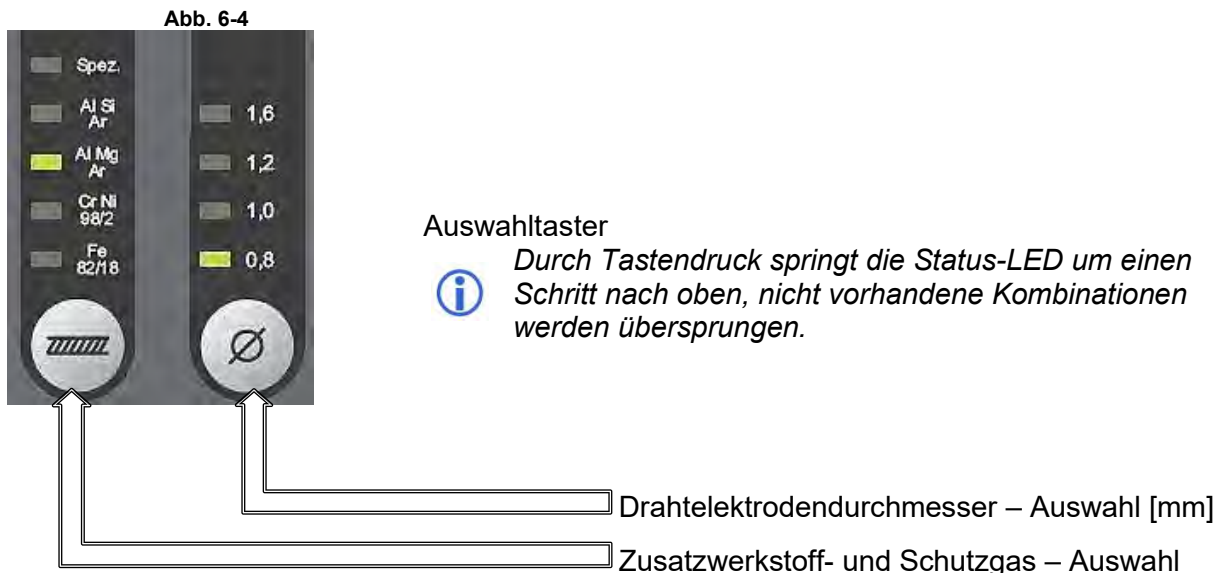 Abb. 6-4
Spez.
Al Si
Ar
Al Mg
Ar
Cr Ni
98/2
Fe
82/18
1,6
1,2
1,0
0,8
Auswahltaster
Durch Tastendruck springt die Status-LED um einen
Schritt nach oben, nicht vorhandene Kombinationen
werden übersprungen.
Drahtelektrodendurchmesser – Auswahl [mm]
Zusatzwerkstoff- und Schutzgas – Auswahl